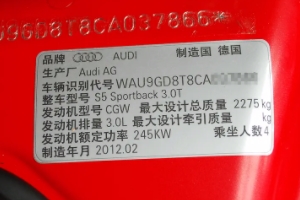 U96D8T8CA037866*
品牌 AUDI 制造国 德国
生产厂 Audi AG
车辆识别代号 WAU9GD8T8CA
整车型号 S5 Sportback 3.0T
发动机型号 CGW 最大设计总质量 2275kg
发动机排量 3.0L 最大设计牵引质量 kg
发动机额定功率 245KW 乘坐人数 4
制造年月 2012.02